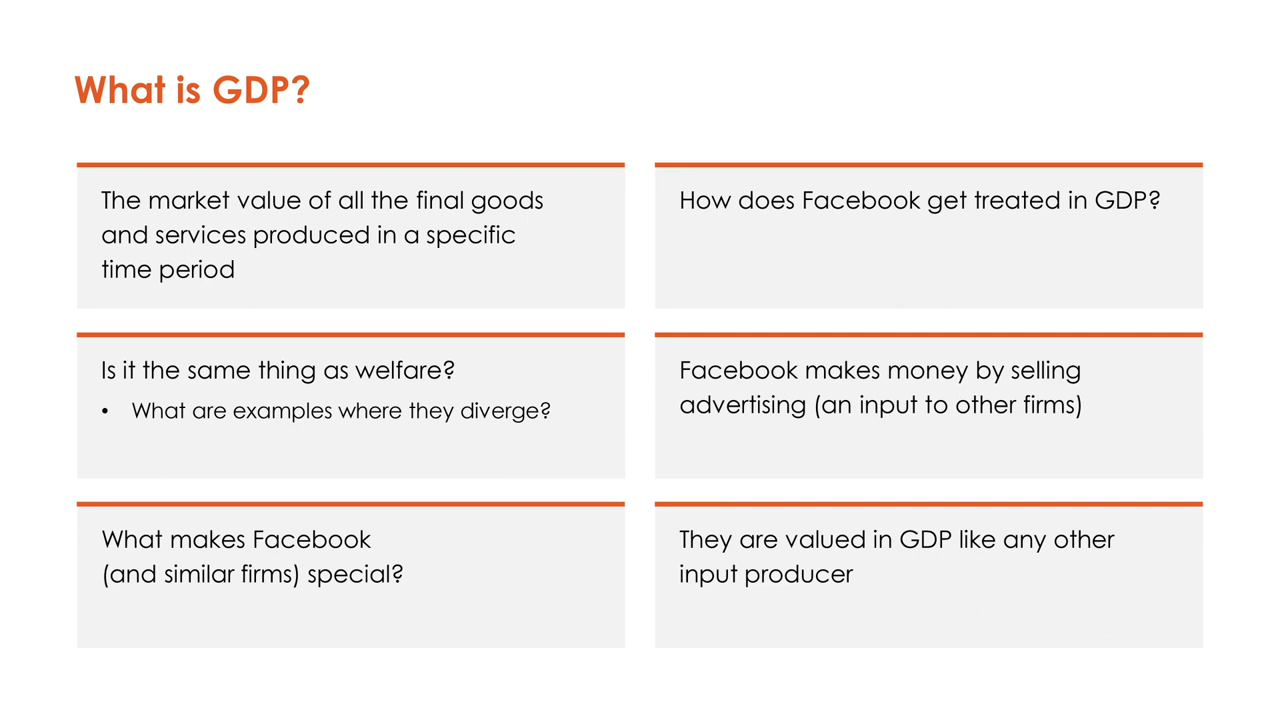 What is GDP?
The market value of all the final goods
and services produced in a specific
time period
Is it the same thing as welfare?
• What are examples where they diverge?
What makes Facebook
(and similar firms) special?
How does Facebook get treated in GDP?
Facebook makes money by selling
advertising (an input to other firms)
They are valued in GDP like any other
input producer